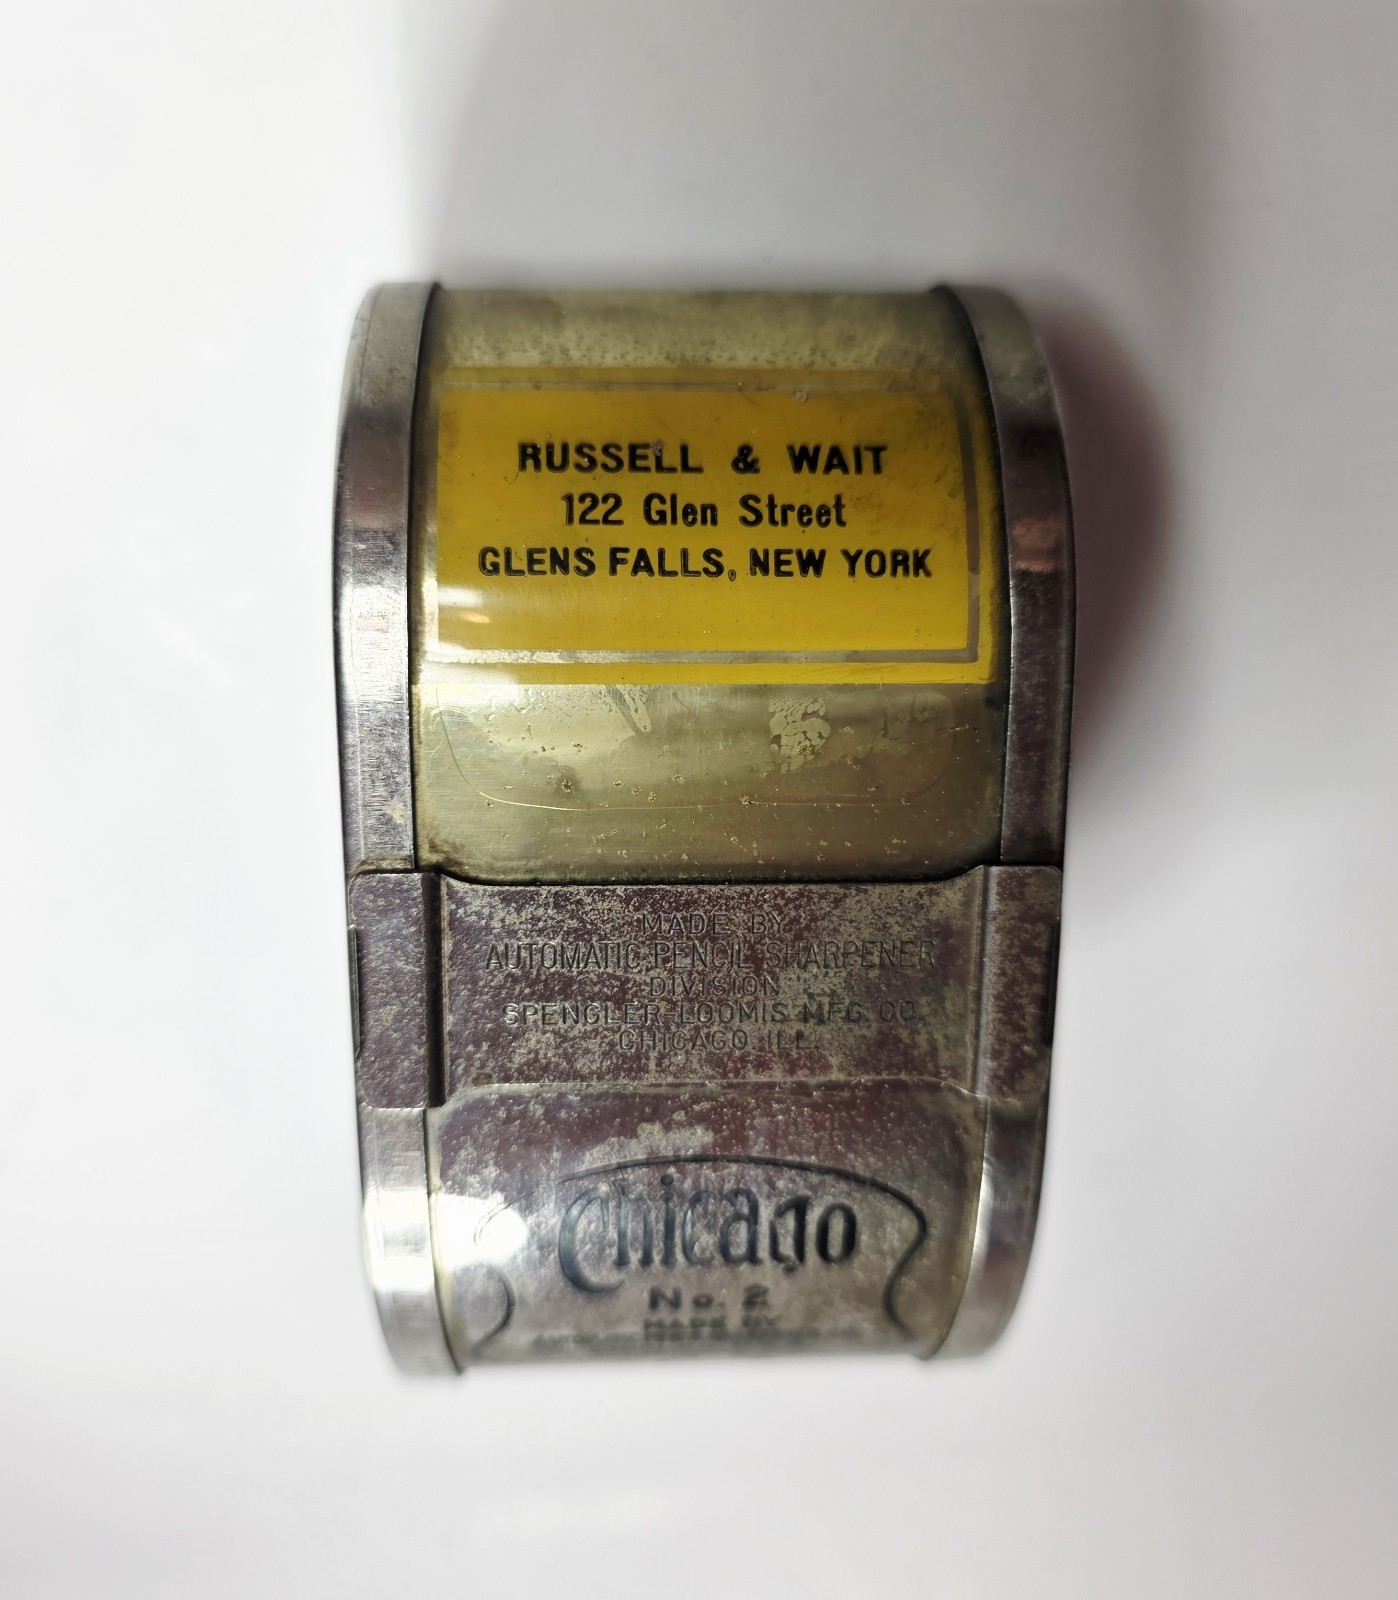 RUSSELL & WAIT
122 Glen Street
GLENS FALLS, NEW YORK
MADE BY
AUTOMATIC PENCIL SHARPENER
DIVISION
SPENGLER-LOOMIS MFG. CO.
CHICAGO ILL.
Chicago
No. 2
MADE BY